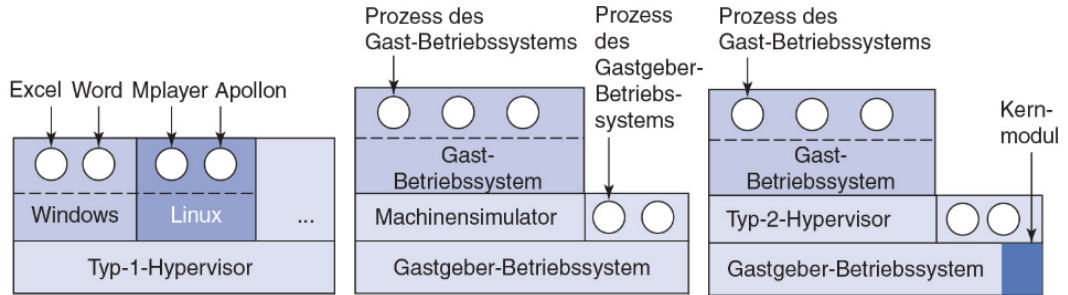 Excel Word Mplayer Apollon
Windows
Linux
...
Typ-1-Hypervisor
Prozess des
Gast-Betriebssystems
Prozess
des
Gastgeber-
Betriebs-
systems
Gast-
Betriebssystem
Machinensimulator
Gastgeber-Betriebssystem
Prozess des
Gast-Betriebssystems
Kern-
modul
Gast-
Betriebssystem
Typ-2-Hypervisor
Gastgeber-Betriebssystem